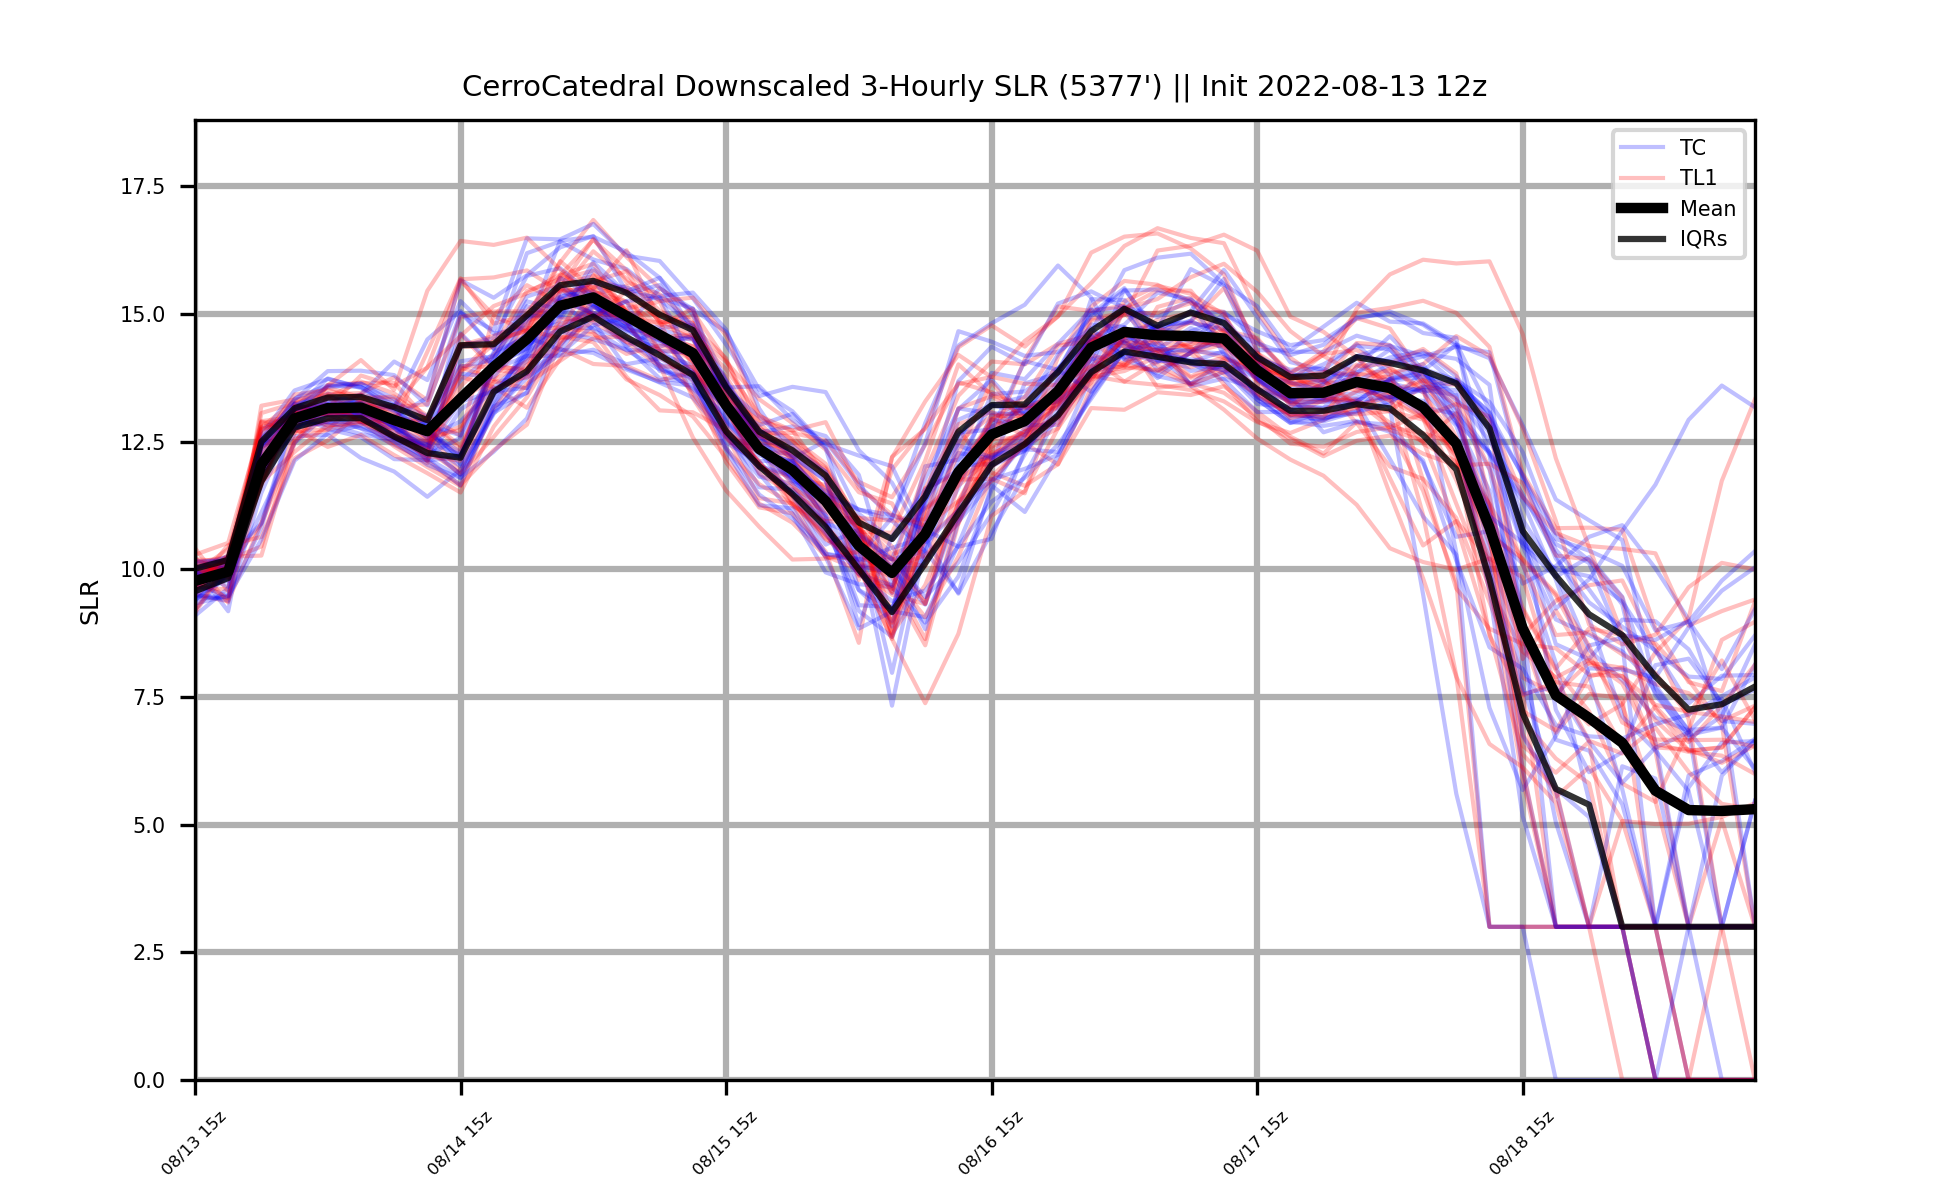 CerroCatedral Downscaled 3-Hourly SLR (5377') || Init 2022-08-13 12z
TC
TL1
Mean
IQRs
SLR
17.5
15.0
12.5
10.0
7.5
5.0
2.5
0.0
08/13 15z
08/14 15z
08/15 15z
08/16 15z
08/17 15z
08/18 15z